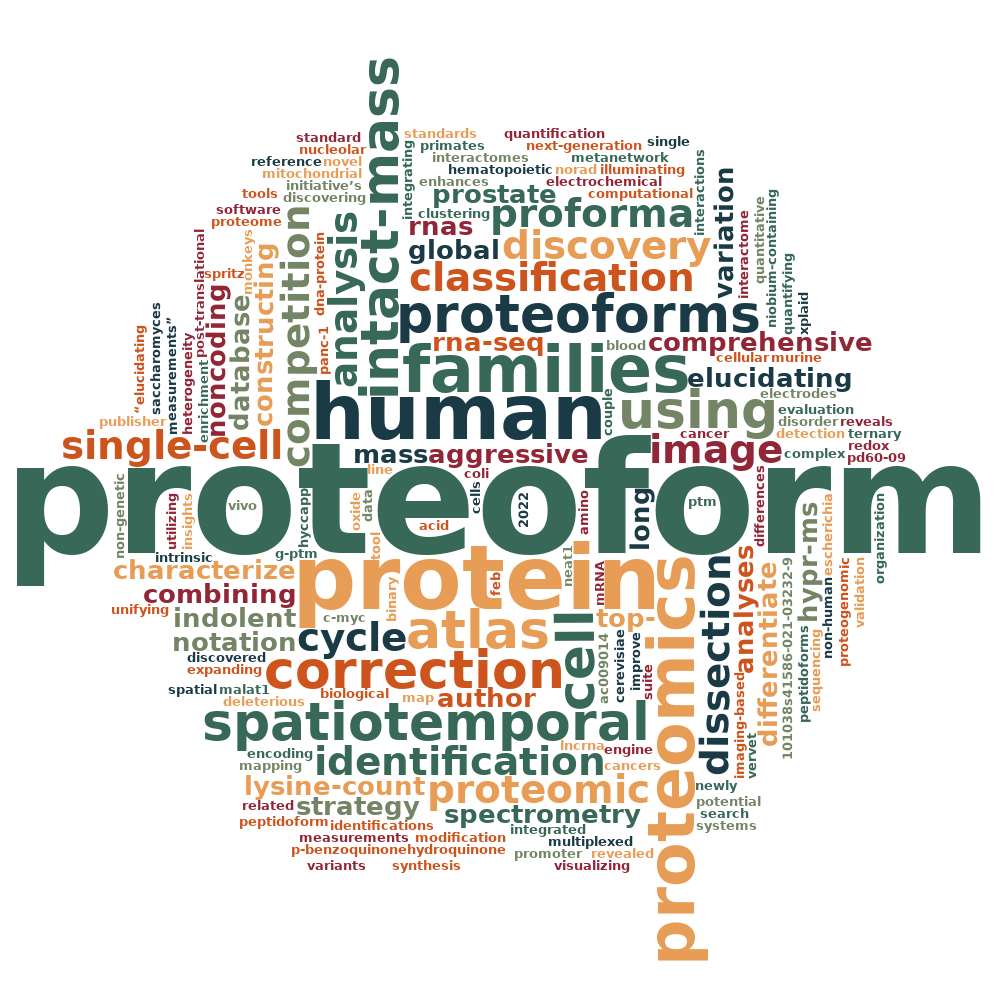 intact-mass
standard
standards
quantification
nucleolar
primates
next-generation
single
reference
novel
integrating
interactomes
metanetwork
mitochondrial
hematopoietic
norad
illuminating
interactions
initiative’s
enhances
electrochemical
tools
discovering
prostate
computational
variation
software
clustering
proforma
proteome
rnas
competition
analysis
global
discovery
interactome
quantitative
niobium-containing
post-translational
monkeys
constructing
dna-protein
spritz
classification
quantifying
noncoding
database
proteoforms
xplaid
saccharomyces
“elucidating
measurements”
heterogeneity
enrichment
panc-1
rna-seq
blood
comprehensive
families
cellular
murine
elucidating
human
couple
using
electrodes
evaluation
publisher
disorder
reveals
single-cell
mass
aggressive
image
cancer
detection
ternary
complex
redox
pd60-09
proteoform
line
coli
differences
non-genetic
utilizing
insights
vivo
hyccapp
oxide
data
cells
2022
amino
long
ptm
organization
acid
escherichia
hypr-ms
intrinsic
g-ptm
tool
protein
neat1
mRNA
proteomics
dissection
analyses
characterize
combining
binary
feb
differentiate
101038s41586-021-03232-9
non-human
proteogenomic
validation
unifying
indolent
c-myc
atlas
cell
top-
notation
cycle
ac009014
cerevisiae
improve
suite
peptidoforms
sequencing
discovered
expanding
correction
imaging-based
vervet
spatial
malat1
biological
map
author
deleterious
spatiotemporal
encoding
lncrna
engine
mapping
identification
cancers
lysine-count
proteomic
newly
related
strategy
spectrometry
potential
search
peptidoform
identifications
integrated
systems
measurements
modification
multiplexed
p-benzoquinonehydroquinone
promoter
revealed
variants
synthesis
visualizing